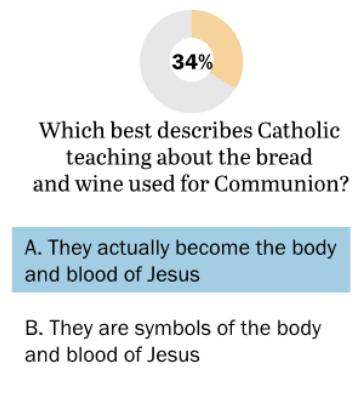 34%
Which best describes Catholic
teaching about the bread
and wine used for Communion?
A. They actually become the body
and blood of Jesus
B. They are symbols of the body
and blood of Jesus